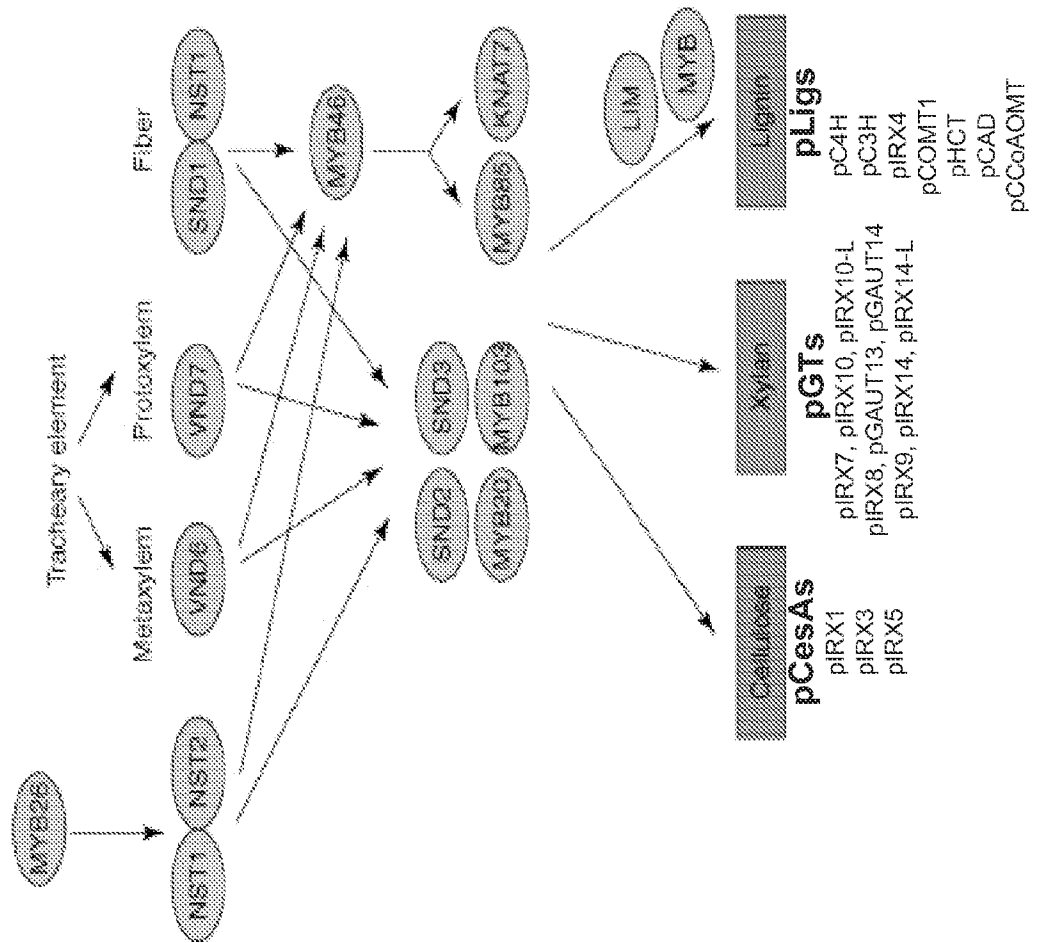 MYB26
Tracheary element
Metaxylem
Protoxylem
Fiber
NST1
NST2
VND6
VND7
SND1
NST1
MYB46
SND2
SND3
MYB20
MYB103
MYB85
KNAT7
LIM
MYB
Cellulose
Xylan
Lignin
pCesAs
pIRX1
pIRX3
pIRX5
pGTs
pIRX7, pIRX10, pIRX10-L
pIRX8, pGAUT13, pGAUT14
pIRX9, pIRX14, pIRX14-L
pLigs
pC4H
pC3H
pIRX4
pCOMT1
pHCT
pCAD
pCCoAOMT